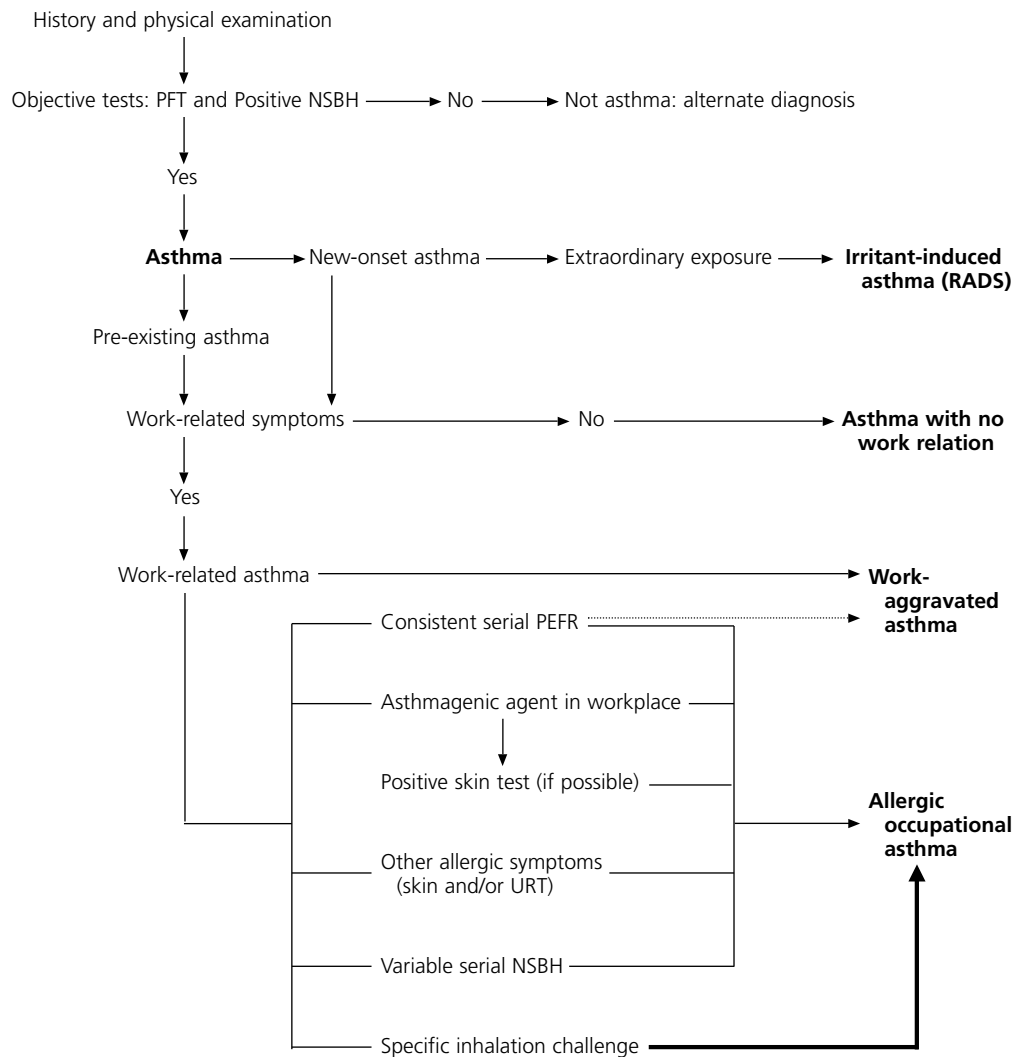 History and physical examination
Objective tests: PFT and Positive NSBH
No
Not asthma: alternate diagnosis
Yes
Asthma
New-onset asthma
Extraordinary exposure
Irritant-induced
asthma (RADS)
Pre-existing asthma
Work-related symptoms
No
Asthma with no
work relation
Yes
Work-related asthma
Work-
aggravated
asthma
Consistent serial PEFR
Asthmagenic agent in workplace
Positive skin test (if possible)
Allergic
occupational
asthma
Other allergic symptoms
(skin and/or URT)
Variable serial NSBH
Specific inhalation challenge